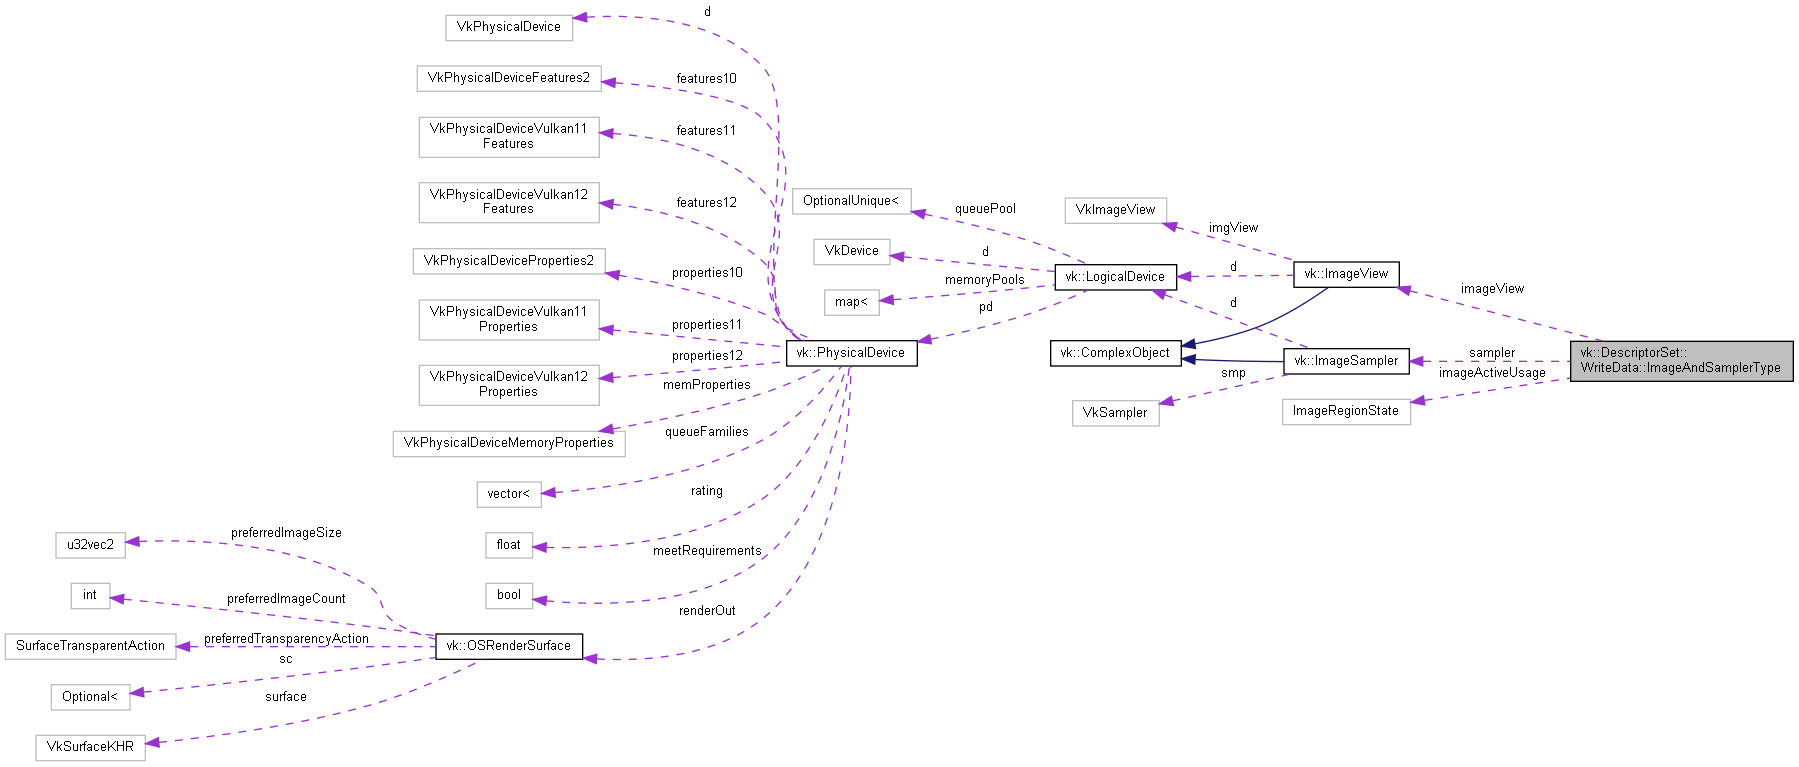 VkPhysicalDevice
d
VkPhysicalDeviceFeatures2
features10
VkPhysicalDeviceVulkan11
Features
features11
VkPhysicalDeviceVulkan12
Features
features12
VkPhysicalDeviceProperties2
properties10
VkPhysicalDeviceVulkan11
Properties
properties11
VkPhysicalDeviceVulkan12
Properties
properties12
memProperties
VkPhysicalDeviceMemoryProperties
queueFamilies
vector<
rating
float
meetRequirements
bool
renderOut
vk::PhysicalDevice
OptionalUnique<
queuePool
VkDevice
d
map<
memoryPools
pd
vk::LogicalDevice
VkImageView
imgView
d
vk::ImageView
d
vk::ComplexObject
vk::ImageSampler
smp
VkSampler
imageView
sampler
imageActiveUsage
ImageRegionState
vk::DescriptorSet::
WriteData::ImageAndSamplerType
u32vec2
preferredImageSize
int
preferredImageCount
SurfaceTransparentAction
preferredTransparencyAction
sc
Optional<
surface
VkSurfaceKHR
vk::OSRenderSurface